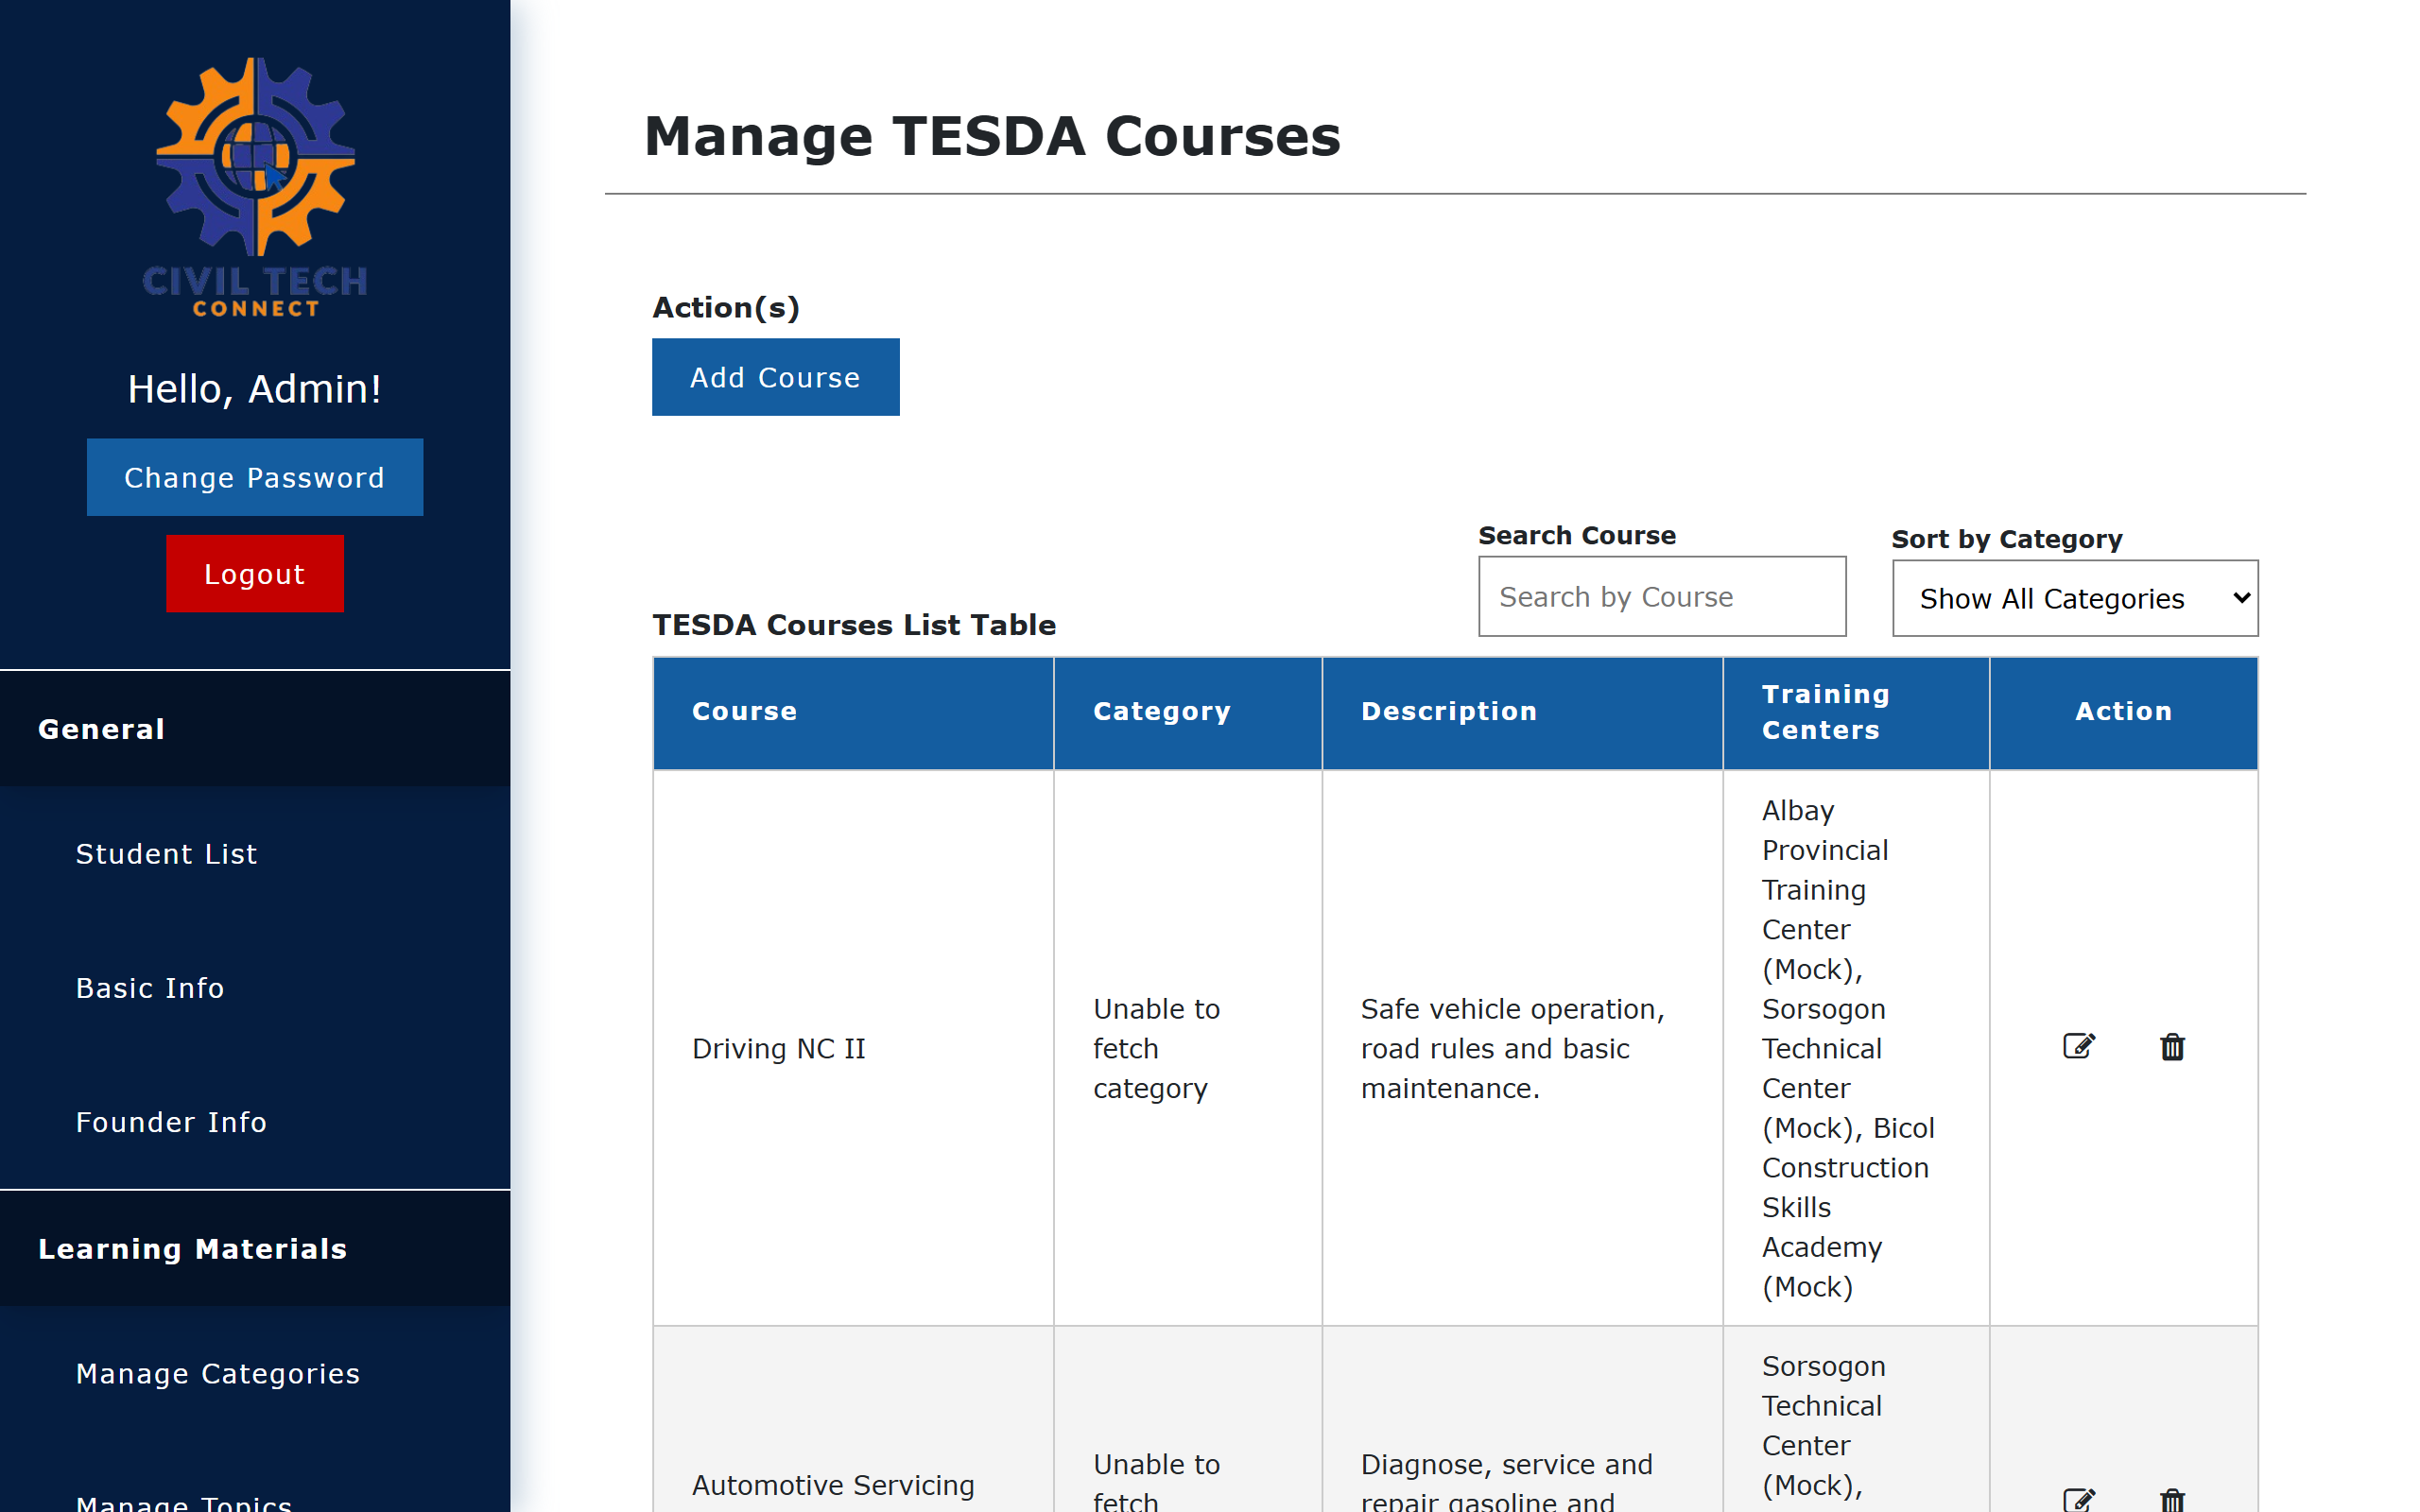 CIVIL TECH
CONNECT
Hello, Admin!
Change Password
Logout
General
Student List
Basic Info
Founder Info
Learning Materials
Manage Categories
Manage Topics
Manage TESDA Courses
Action(s)
Add Course
Search Course
Search by Course
Sort by Category
Show All Categories
TESDA Courses List Table
Course
Category
Description
Training
Centers
Action
Driving NC II
Unable to
fetch
category
Safe vehicle operation,
road rules and basic
maintenance.
Albay
Provincial
Training
Center
(Mock),
Sorsogon
Technical
Center
(Mock), Bicol
Construction
Skills
Academy
(Mock)
Automotive Servicing
Unable to
fetch
Diagnose, service and
repair gasoline and
Sorsogon
Technical
Center
(Mock),